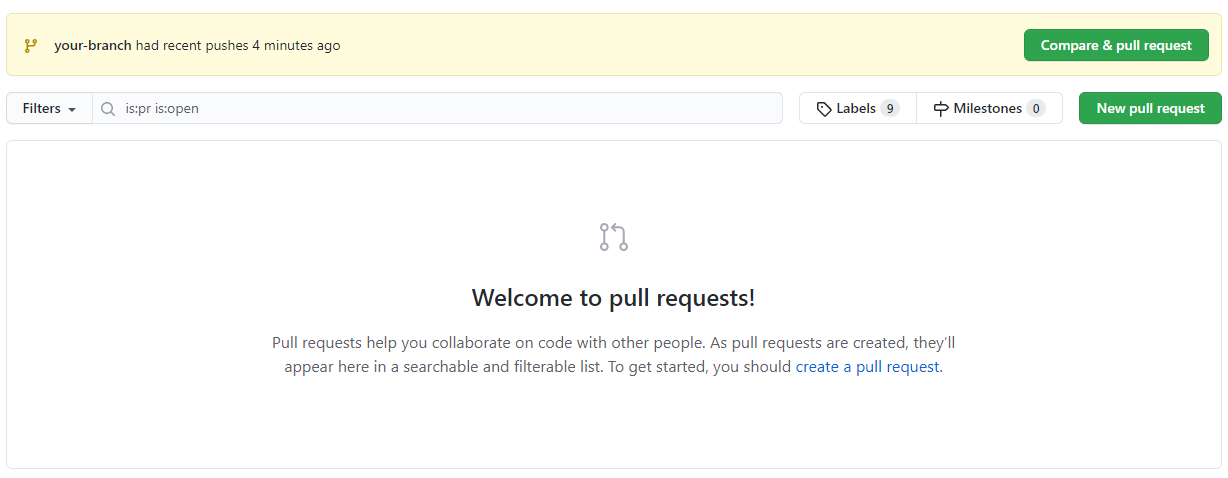 your-branch had recent pushes 4 minutes ago
Compare & pull request
Filters
is:pr is:open
Labels 9
Milestones 0
New pull request
Welcome to pull requests!
Pull requests help you collaborate on code with other people. As pull requests are created, they’ll
appear here in a searchable and filterable list. To get started, you should create a pull request.